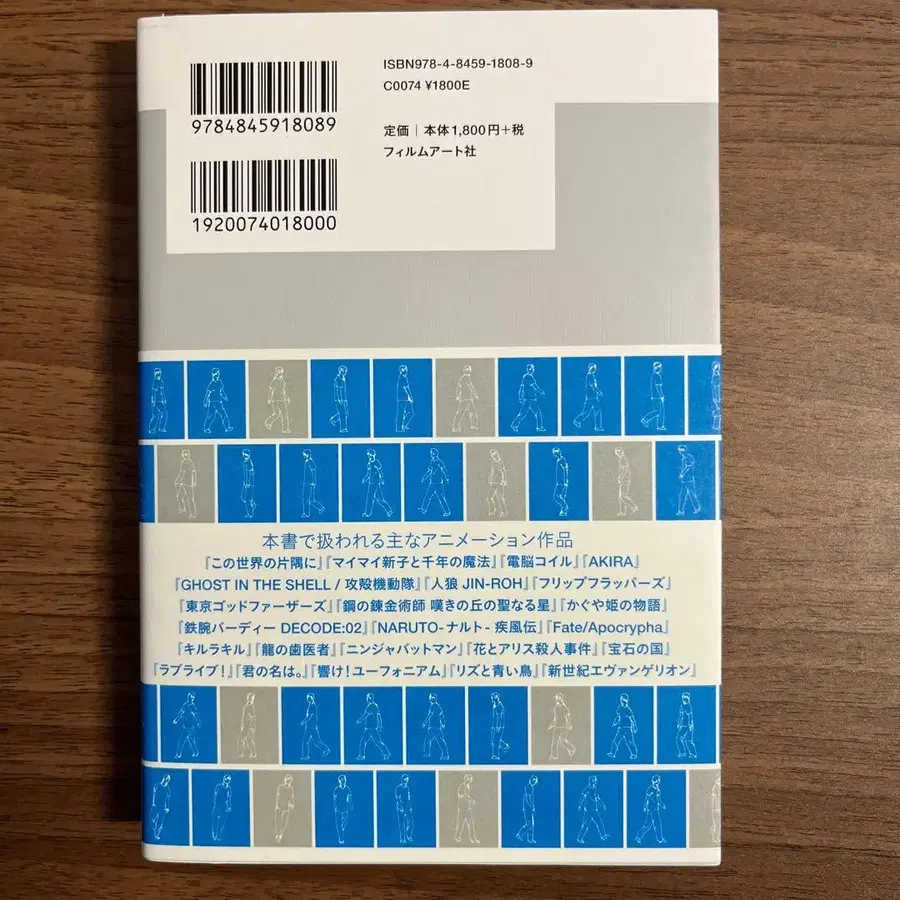 ISBN978-4-8459-1808-9
C0074 ¥1800E
9784845918089
定価｜本体1,800円+税
フィルムアート社
1920074018000
本書で扱われる主なアニメーション作品
『この世界の片隅に』『マイマイ新子と千年の魔法』『電脳コイル』『AKIRA』
『GHOST IN THE SHELL / 攻殻機動隊』『人狼 JIN-ROH』『フリップフラッパーズ』
『東京ゴッドファーザーズ』『鋼の錬金術師 嘆きの丘の聖なる星』『かぐや姫の物語』
『鉄腕バーディー DECODE:02』『NARUTO-ナルト- 疾風伝』『Fate/Apocrypha』
『キルラキル』『龍の歯医者』『ニンジャバットマン』『花とアリス殺人事件』『宝石の国』
『ラブライブ！』『君の名は。』『響け！ユーフォニアム』『リズと青い鳥』『新世紀エヴァンゲリオン』